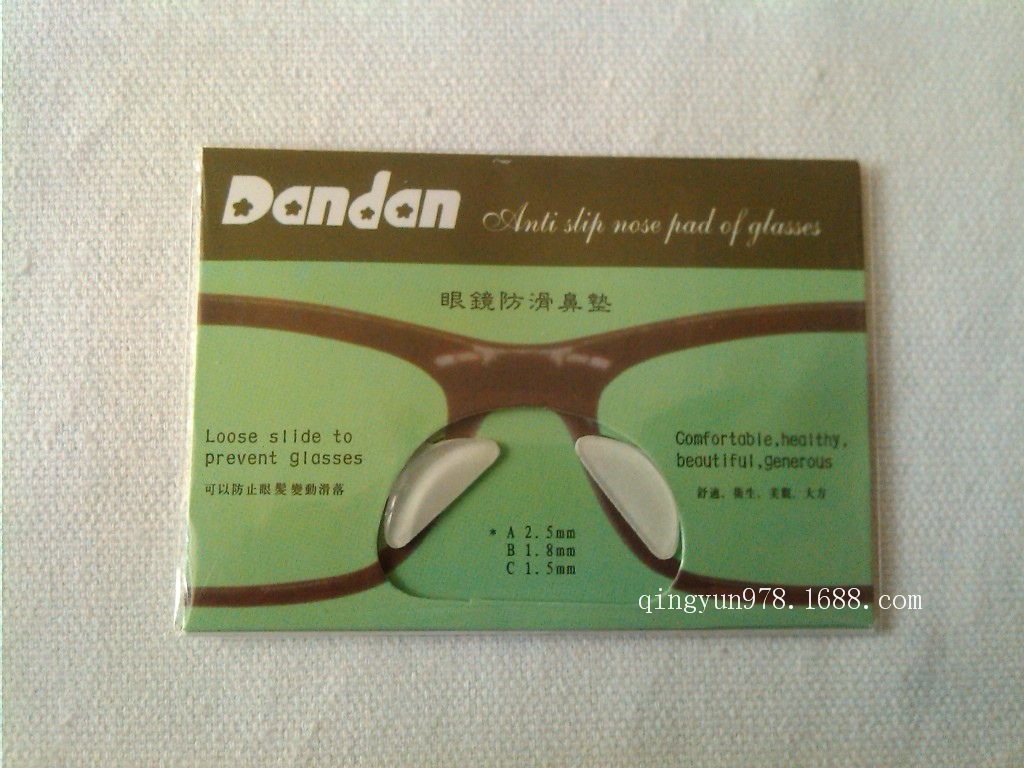 Dandan
Anti slip nose pad of glasses
眼鏡防滑鼻墊
Loose slide to
prevent glasses
可以防止眼髪變動滑落
Comfortable,healthy,
beautiful,generous
舒適、衛生、美觀、大方
* A 2.5mm
B 1.8mm
C 1.5mm
qingyun978.1688.com